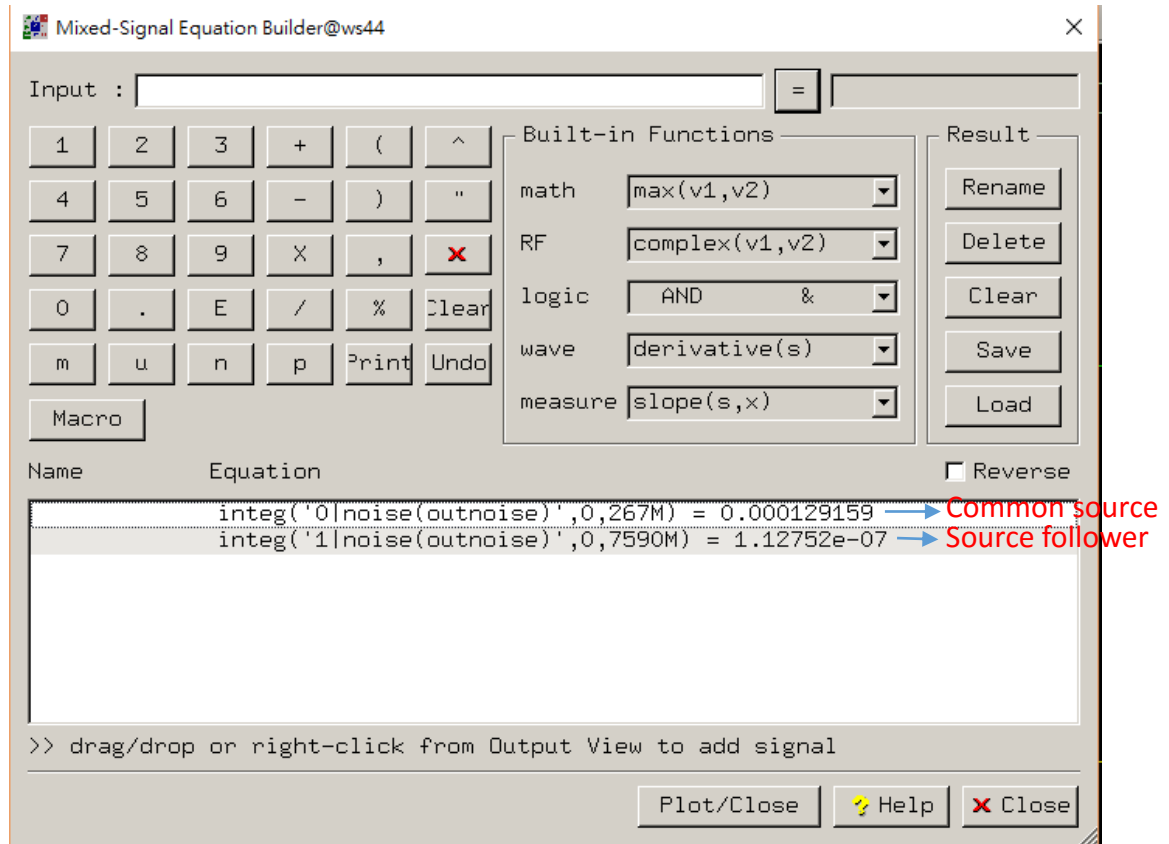 Mixed-Signal Equation Builder@ws44
Input : =
1 2 3 + ( ^
4 5 6 - ) "
7 8 9 X , x
0 . E / % Clear
m u n p Print Undo
Macro
Built-in Functions
math max(v1,v2)
RF complex(v1,v2)
logic AND &
wave derivative(s)
measure slope(s,x)
Result
Rename
Delete
Clear
Save
Load
Name Equation Reverse
integ('0|noise(outnoise)',0,267M) = 0.000129159 Common source
integ('1|noise(outnoise)',0,7590M) = 1.12752e-07 Source follower
>> drag/drop or right-click from Output View to add signal
Plot/Close ? Help x Close